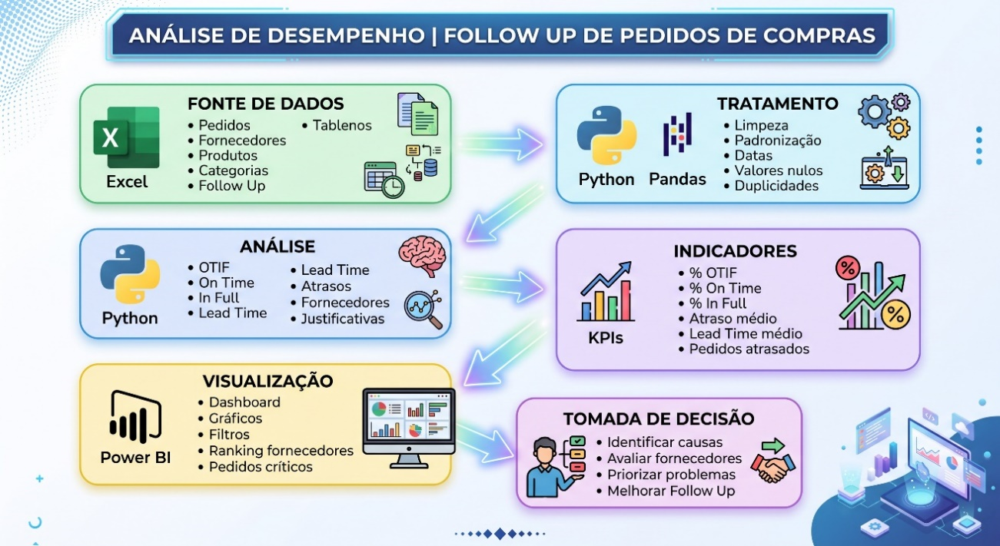 ANÁLISE DE DESEMPENHO | FOLLOW UP DE PEDIDOS DE COMPRAS
FONTE DE DADOS
• Pedidos
• Fornecedores
• Produtos
• Categorias
• Follow Up
• Tablenos
X
Excel
TRATAMENTO
• Limpeza
• Padronização
• Datas
• Valores nulos
• Duplicidades
Python
Pandas
ANÁLISE
• OTIF
• On Time
• In Full
• Lead Time
• Lead Time
• Atrasos
• Fornecedores
• Justificativas
Python
INDICADORES
• % OTIF
• % On Time
• % In Full
• Atraso médio
• Lead Time médio
• Pedidos atrasados
KPIs
%
%
VISUALIZAÇÃO
• Dashboard
• Gráficos
• Filtros
• Ranking fornecedores
• Pedidos críticos
Power BI
TOMADA DE DECISÃO
• Identificar causas
• Avaliar fornecedores
• Priorizar problemas
• Melhorar Follow Up